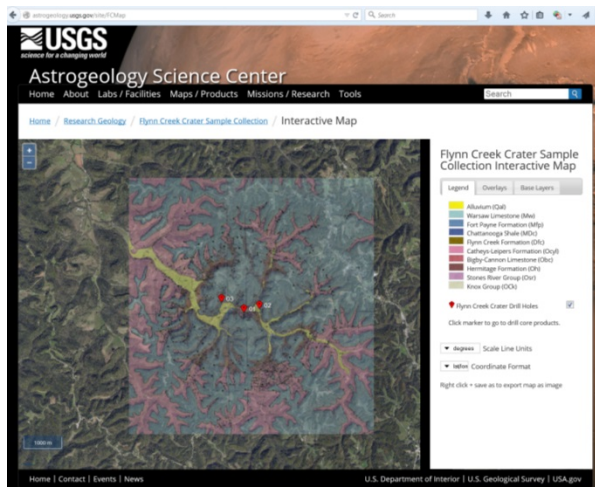 astrogeology.usgs.gov/site/FCMap
Search
USGS
science for a changing world
Astrogeology Science Center
Home About Labs / Facilities Maps / Products Missions / Research Tools
Search
Home / Research Geology / Flynn Creek Crater Sample Collection / Interactive Map
+
−
Flynn Creek Crater Sample
Collection Interactive Map
Legend Overlays Base Layers
Alluvium (Qal)
Warsaw Limestone (Mw)
Fort Payne Formation (Mfp)
Chattanooga Shale (MDc)
Flynn Creek Formation (Dfc)
Catheys-Leipers Formation (Ocyl)
Bigby-Cannon Limestone (Obc)
Hermitage Formation (Oh)
Stones River Group (Osr)
Knox Group (OCk)
Flynn Creek Crater Drill Holes
Click marker to go to drill core products.
degrees Scale Line Units
lat/lon Coordinate Format
Right click + save as to export map as image
03
02
1000 m
Home | Contact | Events | News
U.S. Department of Interior | U.S. Geological Survey | USA.gov